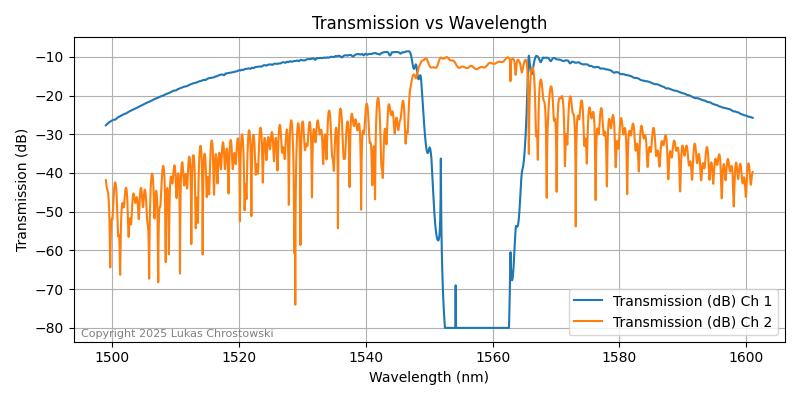 Transmission vs Wavelength
Transmission (dB)
−10
−20
−30
−40
−50
−60
−70
−80
Copyright 2025 Lukas Chrostowski
Transmission (dB) Ch 1
Transmission (dB) Ch 2
1500
1520
1540
1560
1580
1600
Wavelength (nm)